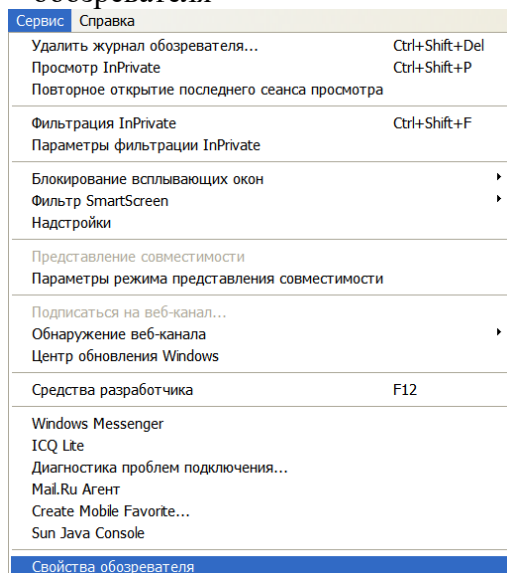 обозревателя
Сервис Справка
Удалить журнал обозревателя... Ctrl+Shift+Del
Просмотр InPrivate Ctrl+Shift+P
Повторное открытие последнего сеанса просмотра
Фильтрация InPrivate Ctrl+Shift+F
Параметры фильтрации InPrivate
Блокирование всплывающих окон
Фильтр SmartScreen
Надстройки
Представление совместимости
Параметры режима представления совместимости
Подписаться на веб-канал...
Обнаружение веб-канала
Центр обновления Windows
Средства разработчика F12
Windows Messenger
ICQ Lite
Диагностика проблем подключения...
Mail.Ru Агент
Create Mobile Favorite...
Sun Java Console
Свойства обозревателя